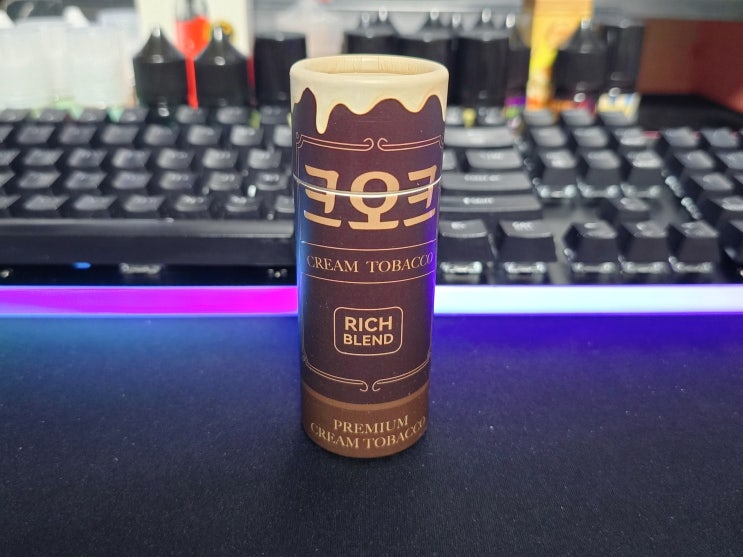 크오크
CREAM TOBACCO
RICH
BLEND
PREMIUM
CREAM TOBACCO